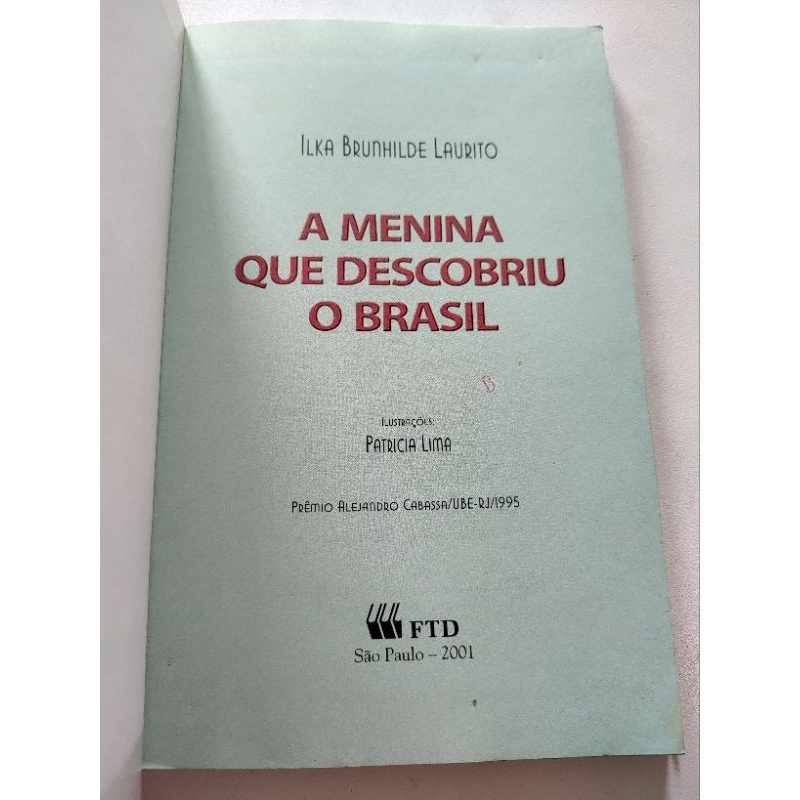 ILKA BRUNHILDE LAURITO
A MENINA
QUE DESCOBRIU
O BRASIL
B
ILUSTRAÇÕES:
PATRICIA LIMA
PRÊMIO ALEJANDRO CABASSA/UBE-RJ/1995
FTD
São Paulo – 2001